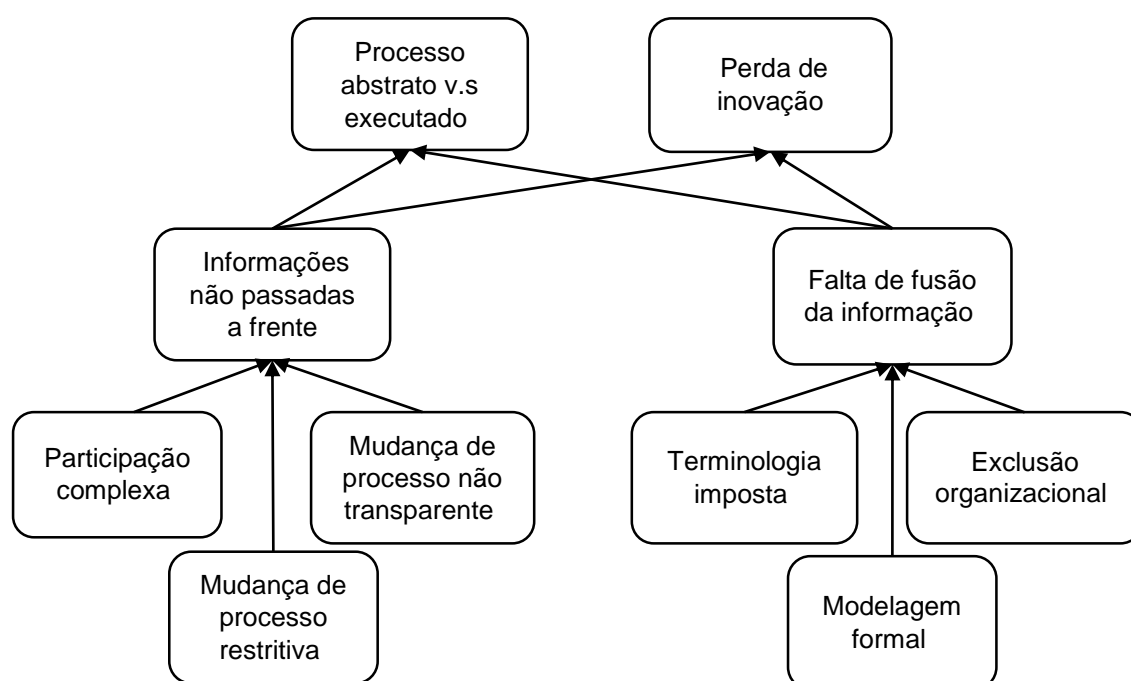 Processo
abstrato v.s
executado
Perda de
inovação
Informações
não passadas
a frente
Falta de fusão
da informação
Participação
complexa
Mudança de
processo não
transparente
Terminologia
imposta
Exclusão
organizacional
Mudança de
processo
restritiva
Modelagem
formal